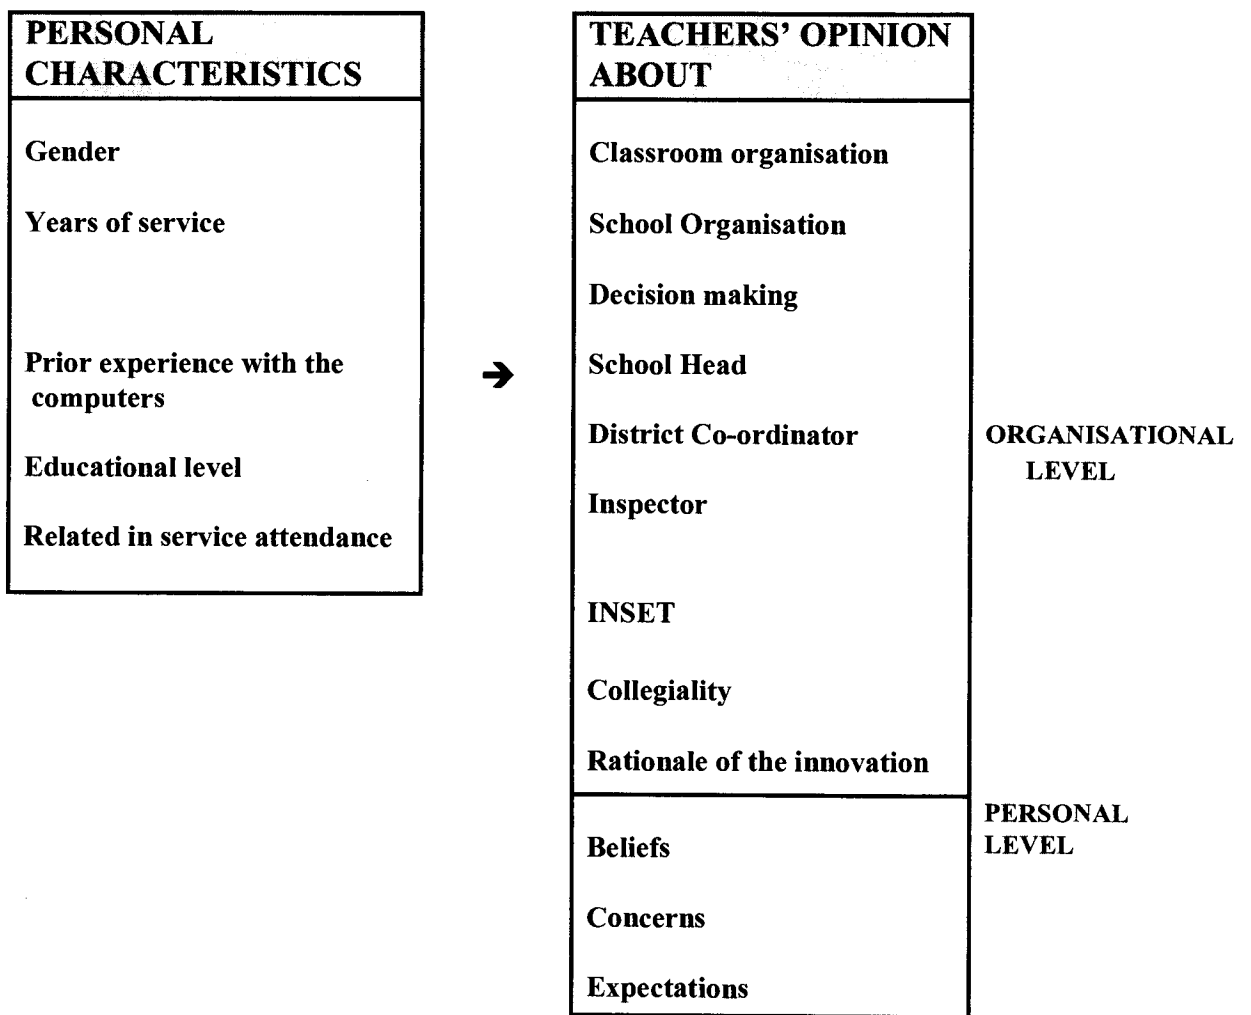 PERSONAL
CHARACTERISTICS
Gender
Years of service
Prior experience with the
computers
Educational level
Related in service attendance
➔
TEACHERS' OPINION
ABOUT
Classroom organisation
School Organisation
Decision making
School Head
District Co-ordinator
Inspector
INSET
Collegiality
Rationale of the innovation
Beliefs
Concerns
Expectations
ORGANISATIONAL
LEVEL
PERSONAL
LEVEL